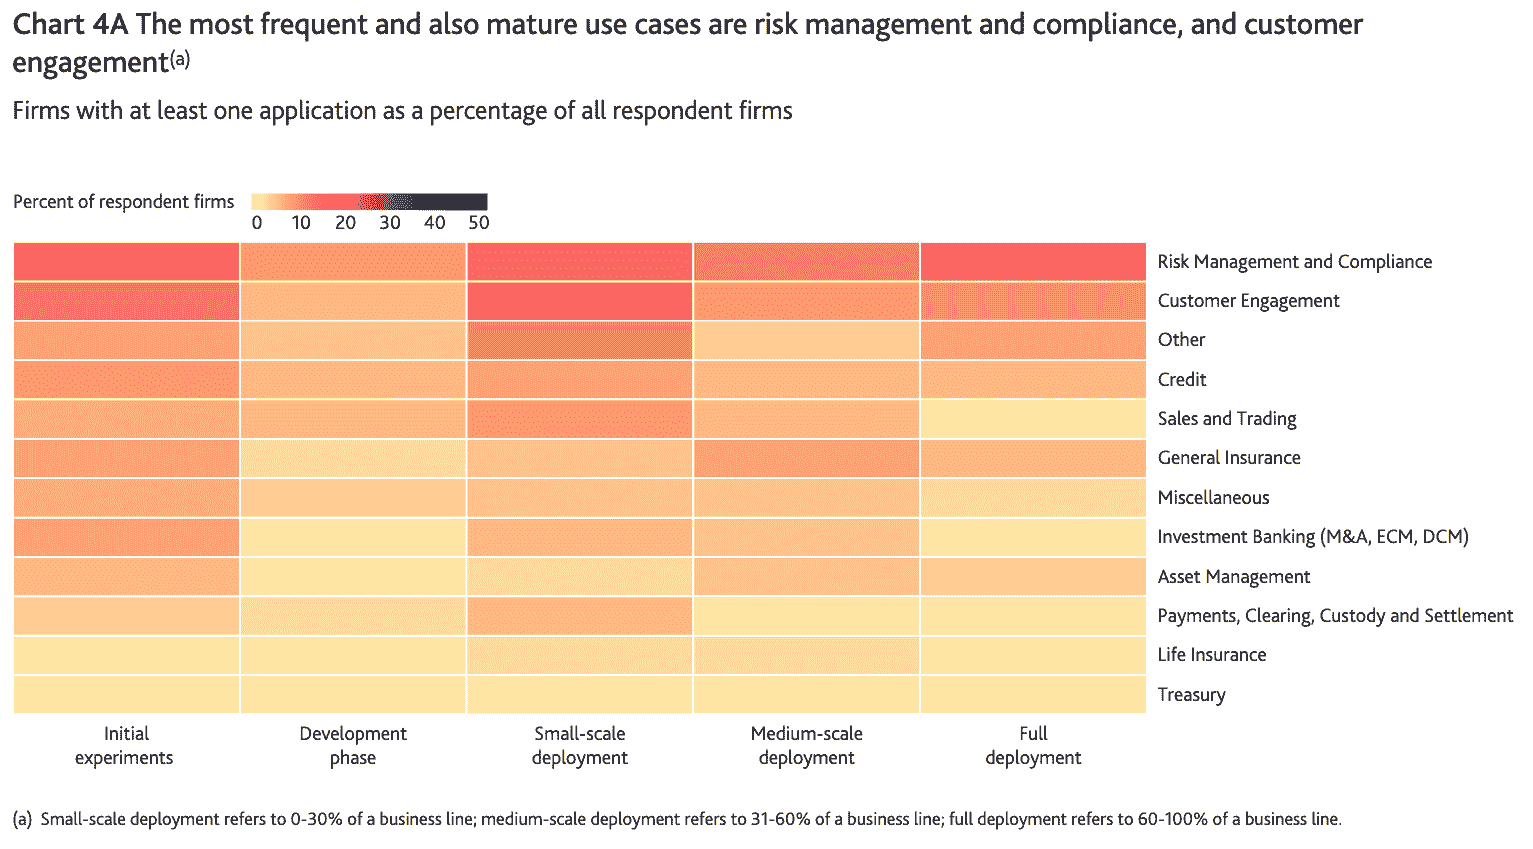 Chart 4A The most frequent and also mature use cases are risk management and compliance, and customer
engagement(a)
Firms with at least one application as a percentage of all respondent firms
Percent of respondent firms
0 10 20 30 40 50
Risk Management and Compliance
Customer Engagement
Other
Credit
Sales and Trading
General Insurance
Miscellaneous
Investment Banking (M&A, ECM, DCM)
Asset Management
Payments, Clearing, Custody and Settlement
Life Insurance
Treasury
Initial
experiments
Development
phase
Small-scale
deployment
Medium-scale
deployment
Full
deployment
(a) Small-scale deployment refers to 0-30% of a business line; medium-scale deployment refers to 31-60% of a business line; full deployment refers to 60-100% of a business line.